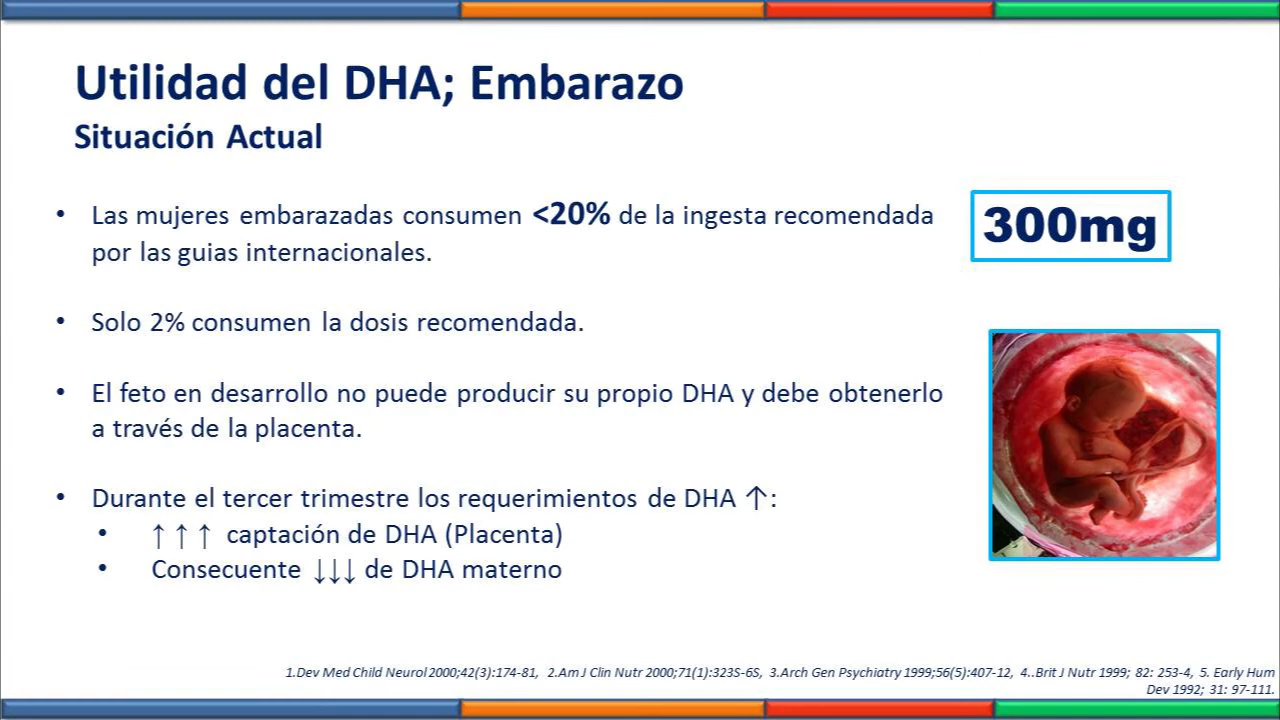 Utilidad del DHA; Embarazo
Situación Actual
• Las mujeres embarazadas consumen <20% de la ingesta recomendada
por las guias internacionales.
300mg
• Solo 2% consumen la dosis recomendada.
• El feto en desarrollo no puede producir su propio DHA y debe obtenerlo
a través de la placenta.
• Durante el tercer trimestre los requerimientos de DHA ↑:
• ↑ ↑ ↑ captación de DHA (Placenta)
• Consecuente ↓↓↓ de DHA materno
1.Dev Med Child Neurol 2000;42(3):174-81, 2.Am J Clin Nutr 2000;71(1):323S-6S, 3.Arch Gen Psychiatry 1999;56(5):407-12, 4..Brit J Nutr 1999; 82: 253-4, 5. Early Hum
Dev 1992; 31: 97-111.